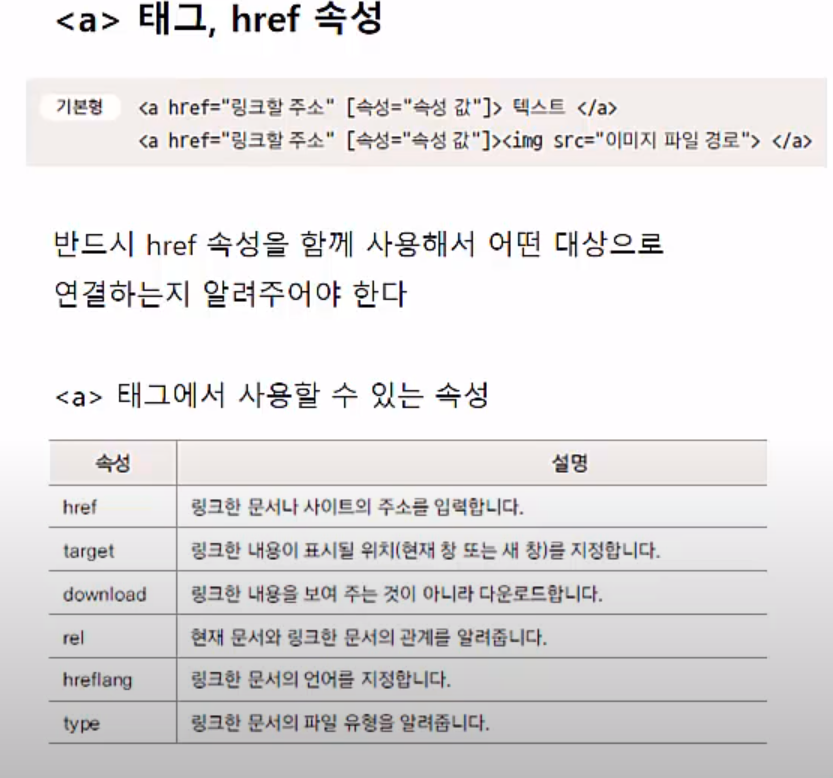 <a> 태그, href 속성
기본형 <a href="링크할 주소" [속성="속성 값"]> 텍스트 </a>
<a href="링크할 주소" [속성="속성 값"]><img src="이미지 파일 경로"> </a>
반드시 href 속성을 함께 사용해서 어떤 대상으로
연결하는지 알려주어야 한다
<a> 태그에서 사용할 수 있는 속성
속성 설명
href 링크한 문서나 사이트의 주소를 입력합니다.
target 링크한 내용이 표시될 위치(현재 창 또는 새 창)를 지정합니다.
download 링크한 내용을 보여 주는 것이 아니라 다운로드합니다.
rel 현재 문서와 링크한 문서의 관계를 알려줍니다.
hreflang 링크한 문서의 언어를 지정합니다.
type 링크한 문서의 파일 유형을 알려줍니다.